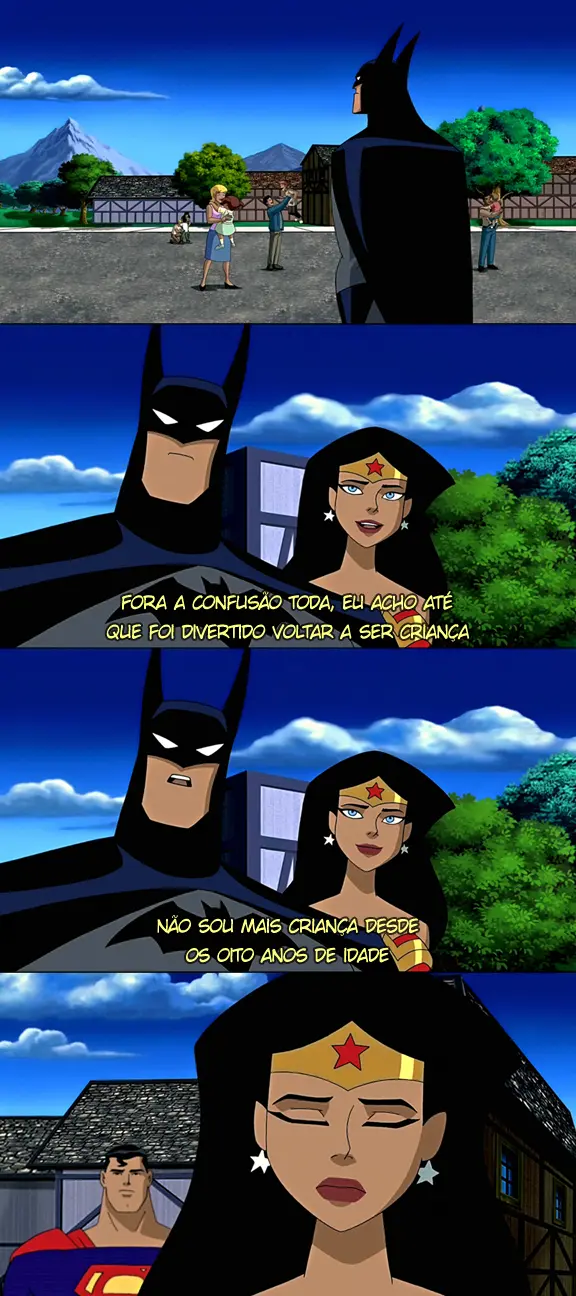 FORA A CONFUSÃO TODA, EU ACHO ATÉ
QUE FOI DIVERTIDO VOLTAR A SER CRIANÇA
NÃO SOU MAIS CRIANÇA DESDE
OS OITO ANOS DE IDADE